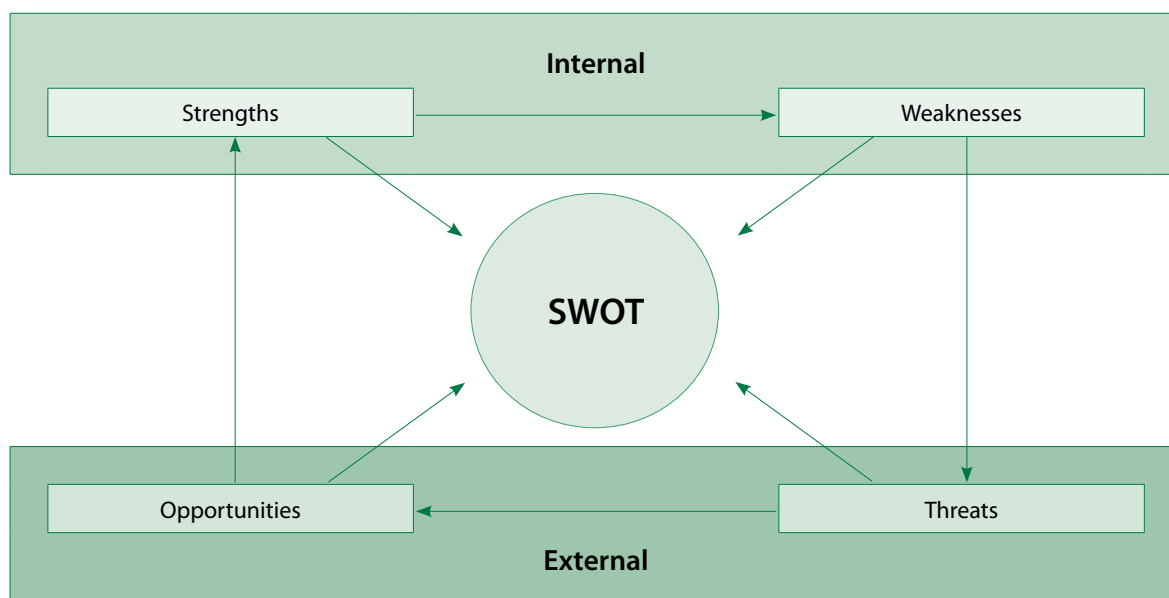 Internal
Strengths
Weaknesses
SWOT
Opportunities
Threats
External